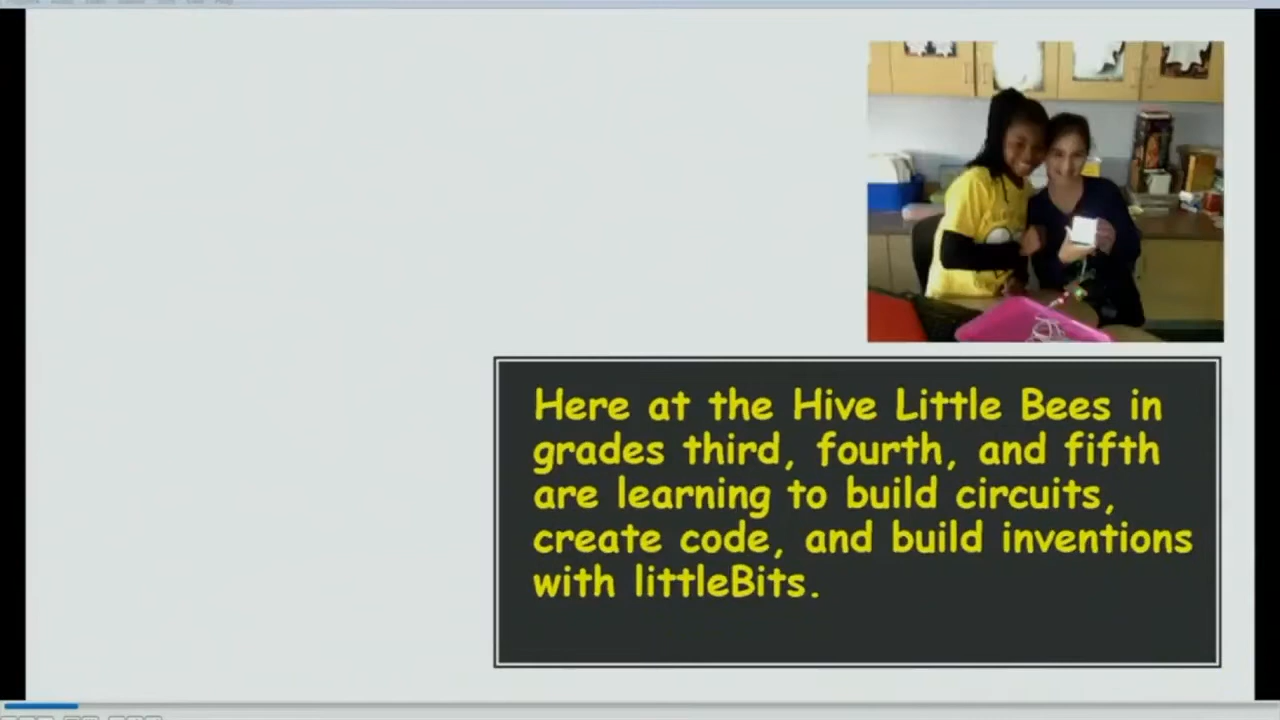 Here at the Hive Little Bees in
grades third, fourth, and fifth
are learning to build circuits,
create code, and build inventions
with littleBits.